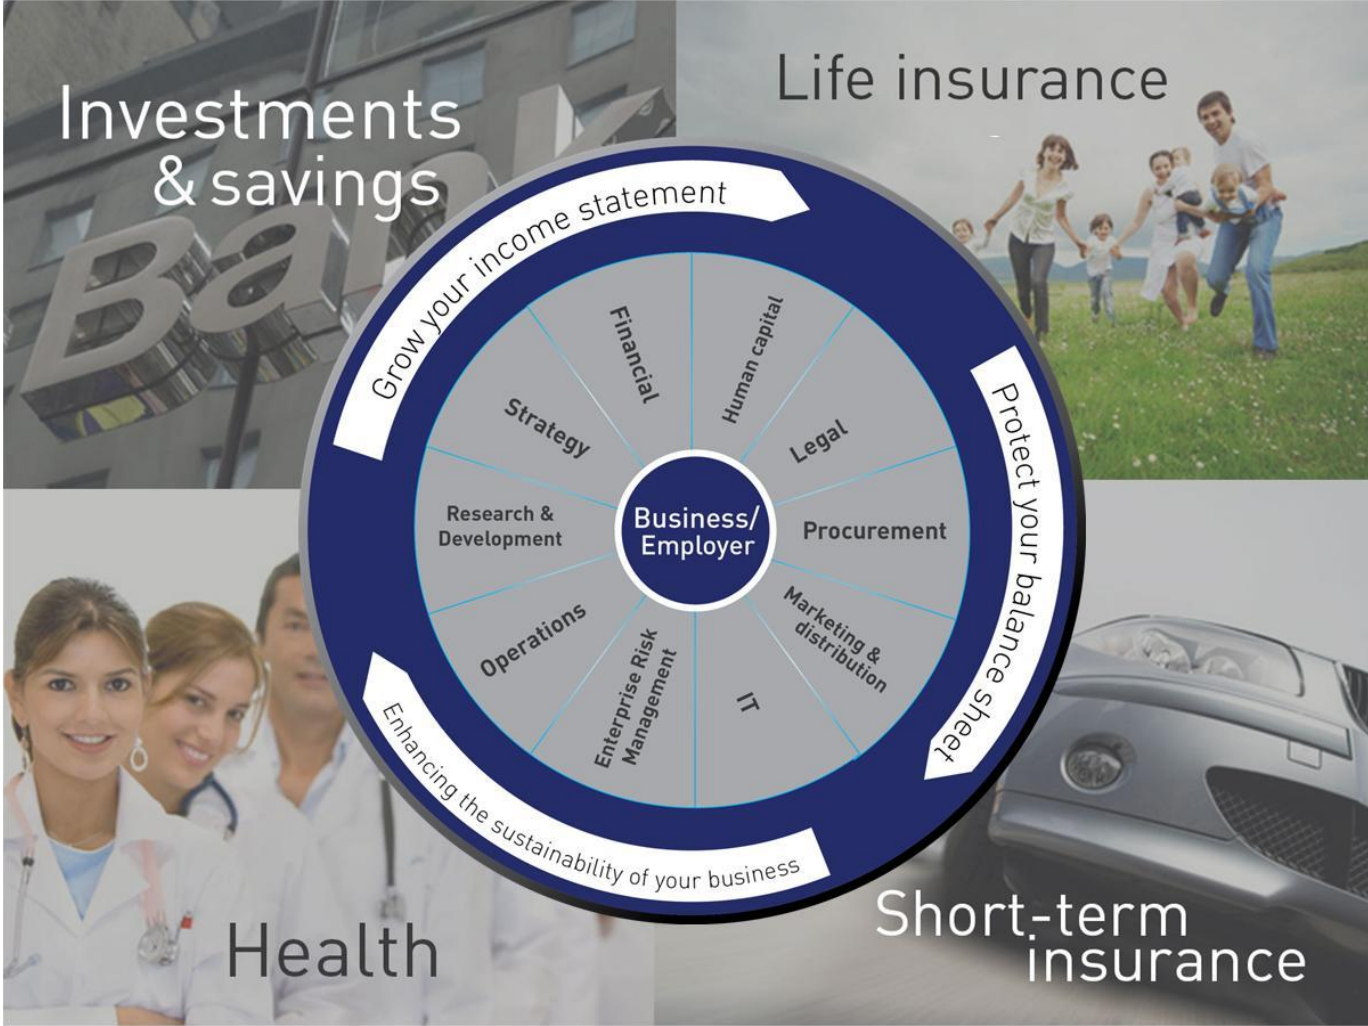 Investments
& savings
Bank
Life insurance
Grow your income statement
Protect your balance sheet
Enhancing the sustainability of your business
Financial
Human capital
Legal
Procurement
Marketing &
distribution
IT
Enterprise Risk
Management
Operations
Research &
Development
Strategy
Business/
Employer
Health
Short-term
insurance